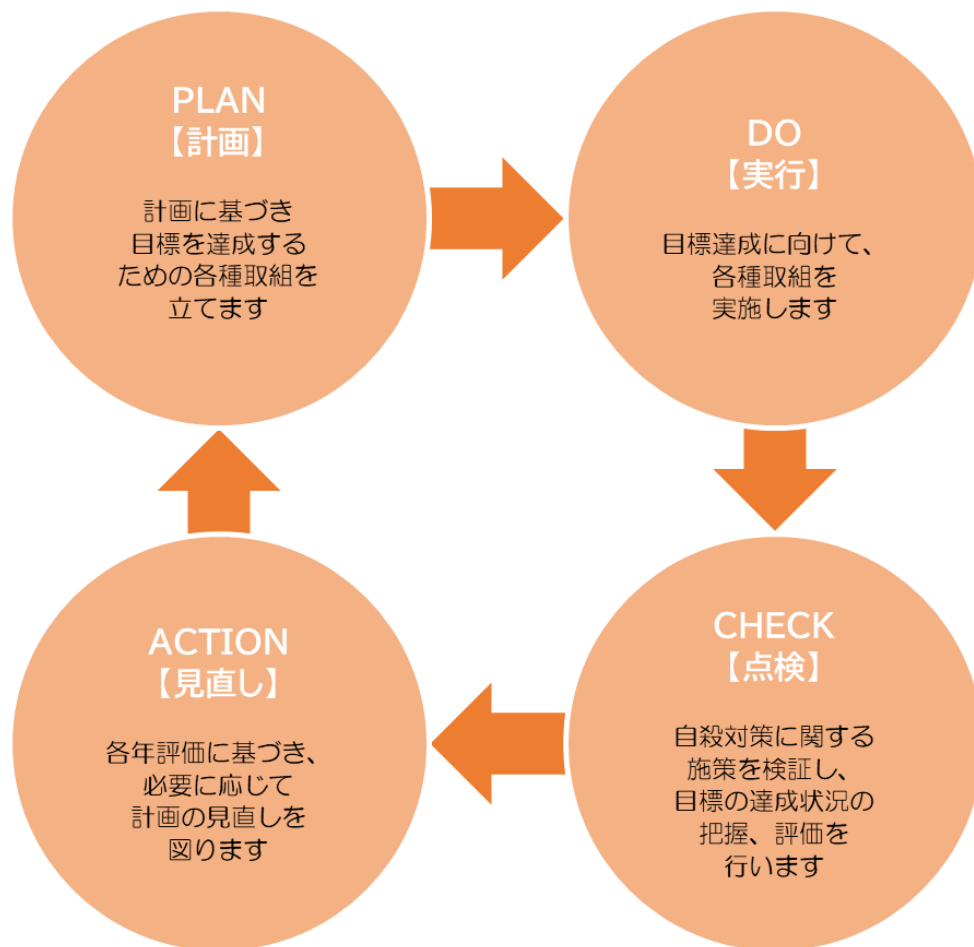 PLAN
【計画】
計画に基づき
目標を達成する
ための各種取組を
立てます
DO
【実行】
目標達成に向けて、
各種取組を
実施します
CHECK
【点検】
自殺対策に関する
施策を検証し、
目標の達成状況の
把握、評価を
行います
ACTION
【見直し】
各年評価に基づき、
必要に応じて
計画の見直しを
図ります